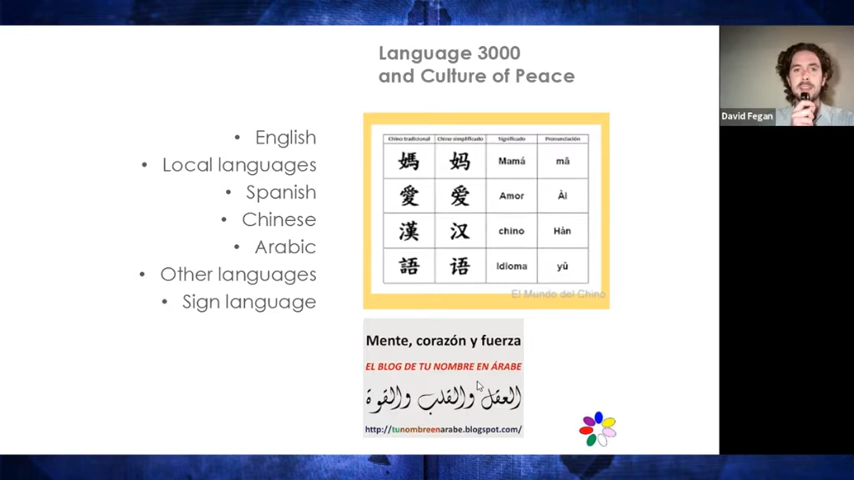 Language 3000
and Culture of Peace
David Fegan
• English
• Local languages
• Spanish
• Chinese
• Arabic
• Other languages
• Sign language
Chino tradicional Chino simplificado Significado Pronunciación
媽 妈 Mamá mā
愛 爱 Amor Ài
漢 汉 chino Hàn
語 语 Idioma yǔ
El Mundo del Chino
Mente, corazón y fuerza
EL BLOG DE TU NOMBRE EN ÁRABE
العقل والقلب والقوة
http://tunombreenarabe.blogspot.com/